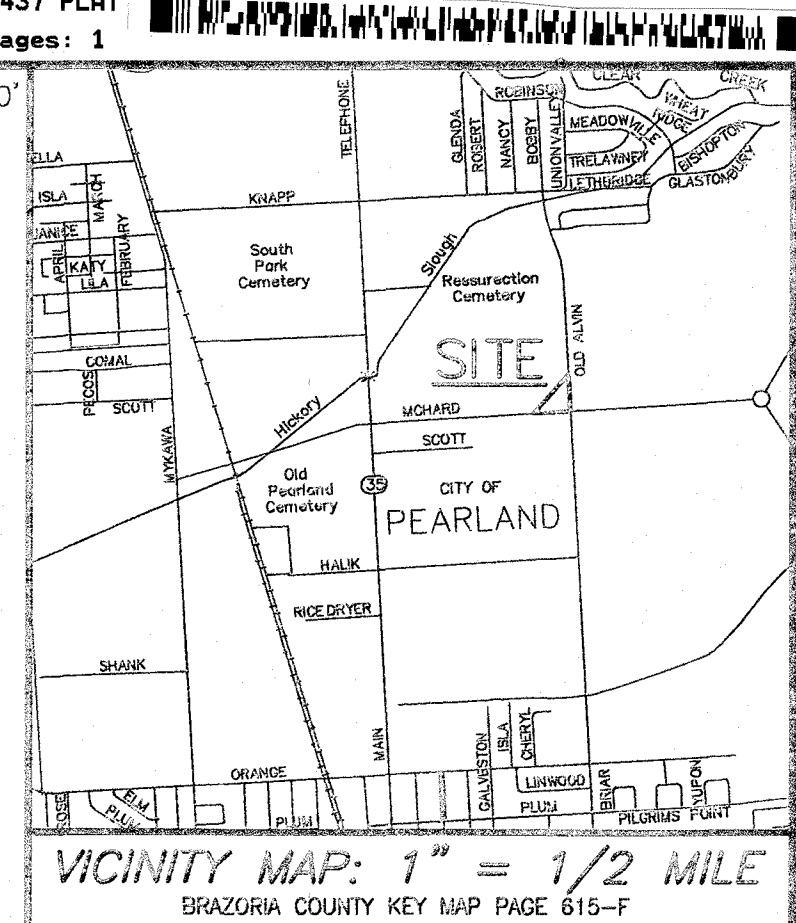 437 PLAT
ages: 1
0'
CLEAR
CREEK
ROBINSON
WHEAT
RIDGE
TELEPHONE
GLENDA
ROBERT
NANCY
BOBBY
UNION VALLEY
MEADOWVILLE
TRELAWNEY
BISHOPTON
LETHBRIDGE
GLASTONBURY
ELLA
ISLA
MARCH
JANICE
APRIL
KATY
FEBRUARY
LILA
KNAPP
South
Park
Cemetery
Slough
Ressurection
Cemetery
SITE
OLD ALVIN
COMAL
PECOS
SCOTT
MYKAWA
Hickory
MCHARD
SCOTT
Old
Pearland
Cemetery
35
CITY OF
PEARLAND
HALIK
RICE DRYER
SHANK
MAIN
GALVESTON
ISLA
CHERYL
ORANGE
LINWOOD
BRIAR
YUPON
ROSE
ELM
PLUM
PLUM
PLUM
PILGRIMS POINT
VICINITY MAP: 1" = 1/2 MILE
BRAZORIA COUNTY KEY MAP PAGE 615-F